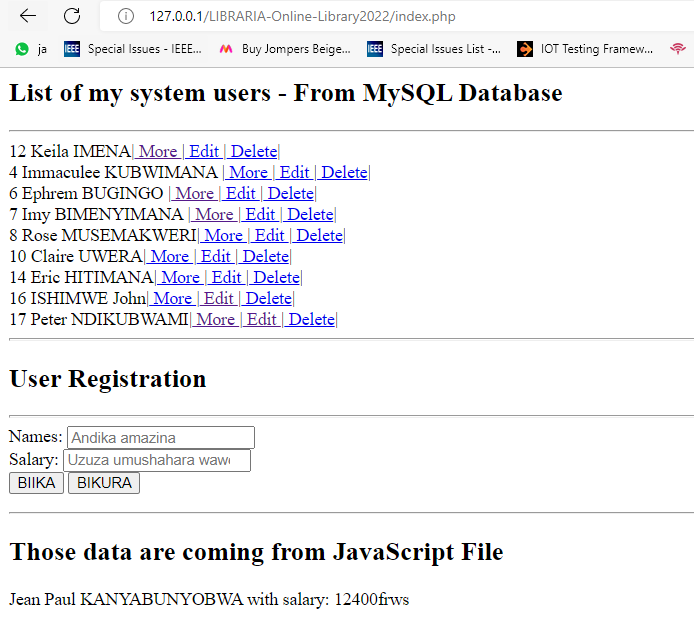 127.0.0.1/LIBRARIA-Online-Library2022/index.php
ja IEEE Special Issues - IEEE... Buy Jompers Beige... IEEE Special Issues List -... IOT Testing Framew...
List of my system users - From MySQL Database
12 Keila IMENA| More | Edit | Delete|
4 Immaculee KUBWIMANA | More | Edit | Delete|
6 Ephrem BUGINGO | More | Edit | Delete|
7 Imy BIMENYIMANA | More | Edit | Delete|
8 Rose MUSEMAKWERI| More | Edit | Delete|
10 Claire UWERA| More | Edit | Delete|
14 Eric HITIMANA| More | Edit | Delete|
16 ISHIMWE John| More | Edit | Delete|
17 Peter NDIKUBWAMI| More | Edit | Delete|
User Registration
Names: Andika amazina
Salary: Uzuza umushahara
BIIKA BIKURA
Those data are coming from JavaScript File
Jean Paul KANYABUNYOBWA with salary: 12400frws